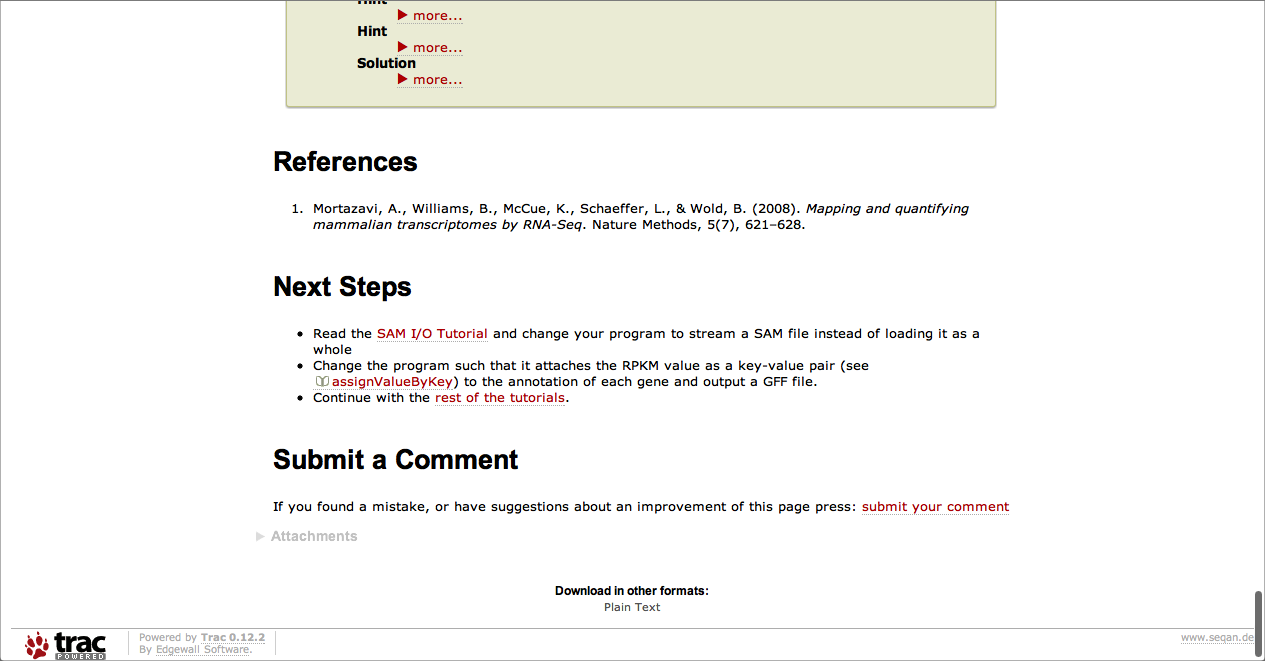 Hint
▶ more...
Hint
▶ more...
Solution
▶ more...
References
1. Mortazavi, A., Williams, B., McCue, K., Schaeffer, L., & Wold, B. (2008). Mapping and quantifying
mammalian transcriptomes by RNA-Seq. Nature Methods, 5(7), 621–628.
Next Steps
• Read the SAM I/O Tutorial and change your program to stream a SAM file instead of loading it as a
whole
• Change the program such that it attaches the RPKM value as a key-value pair (see
assignValueByKey) to the annotation of each gene and output a GFF file.
• Continue with the rest of the tutorials.
Submit a Comment
If you found a mistake, or have suggestions about an improvement of this page press: submit your comment
▶ Attachments
Download in other formats:
Plain Text
trac
POWERED
Powered by Trac 0.12.2
By Edgewall Software.
www.seqan.de